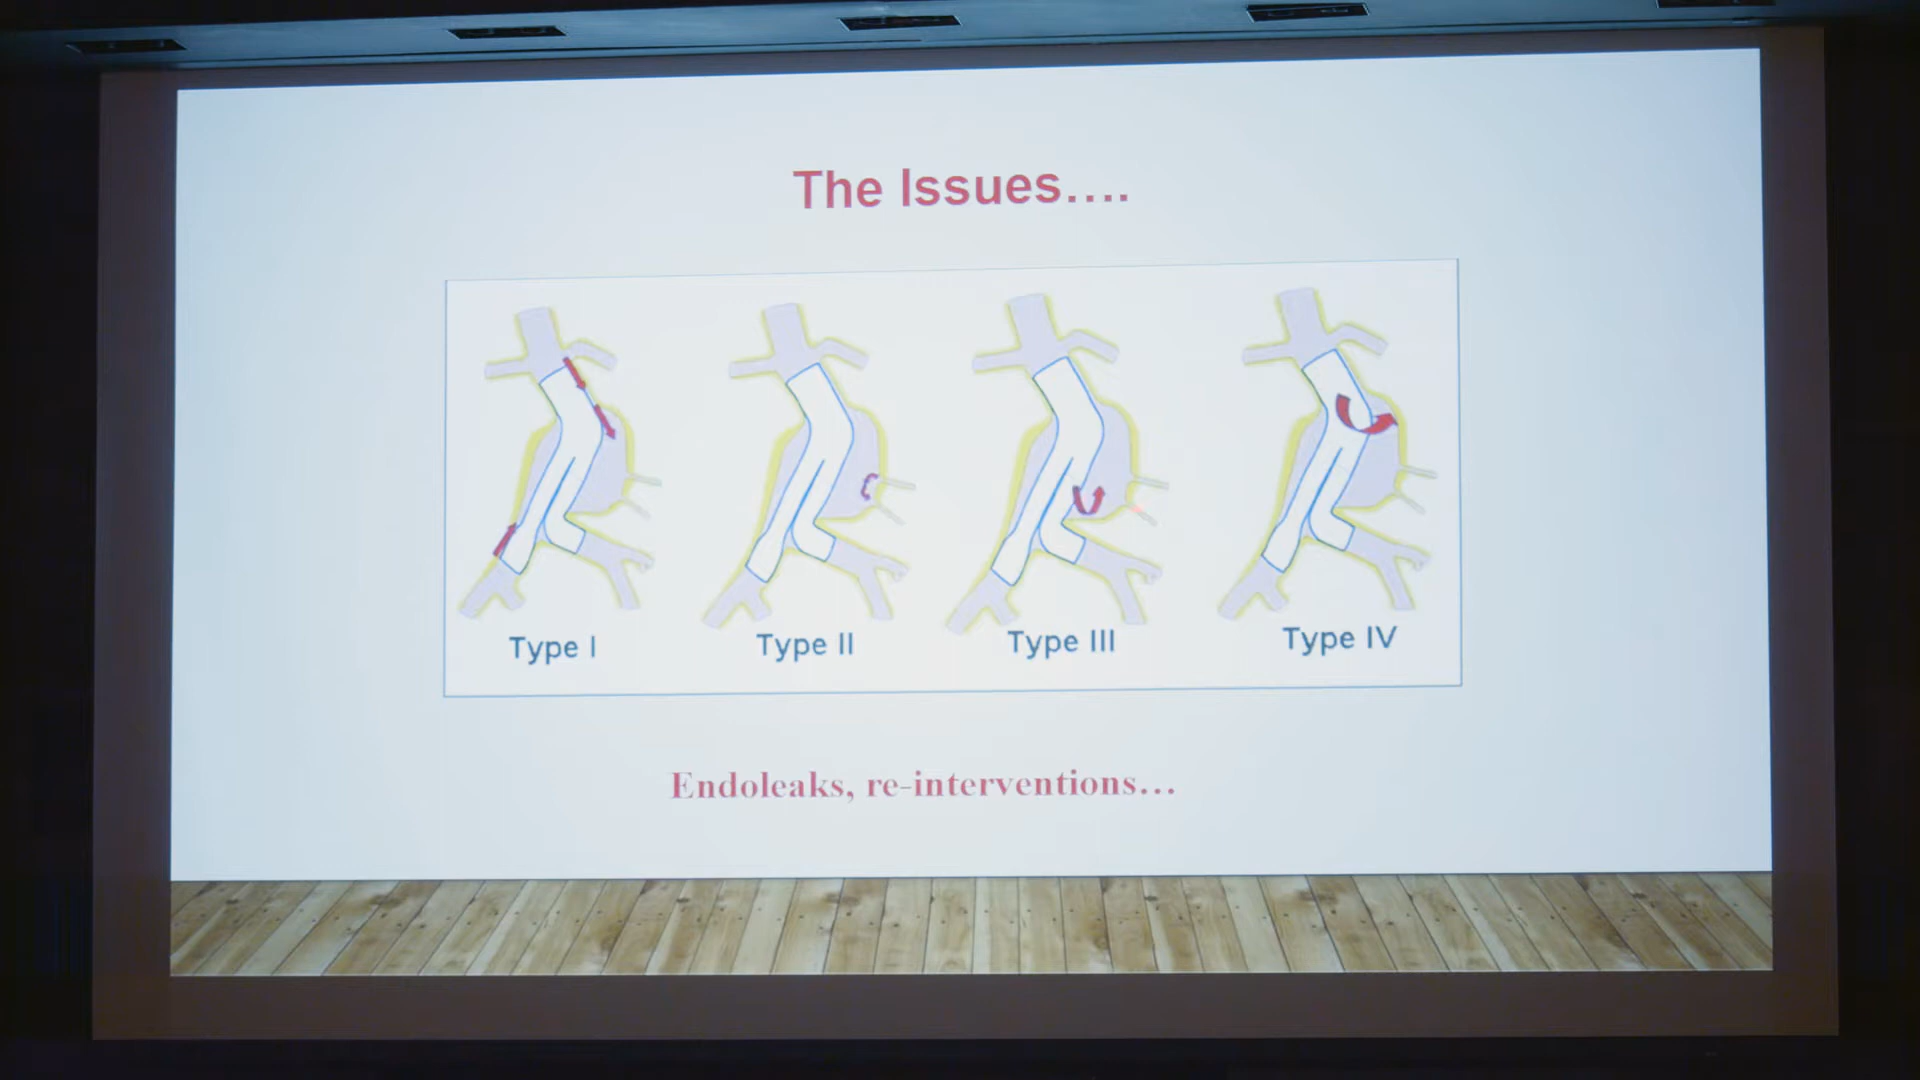 The Issues....
Type I
Type II
Type III
Type IV
Endoleaks, re-interventions...